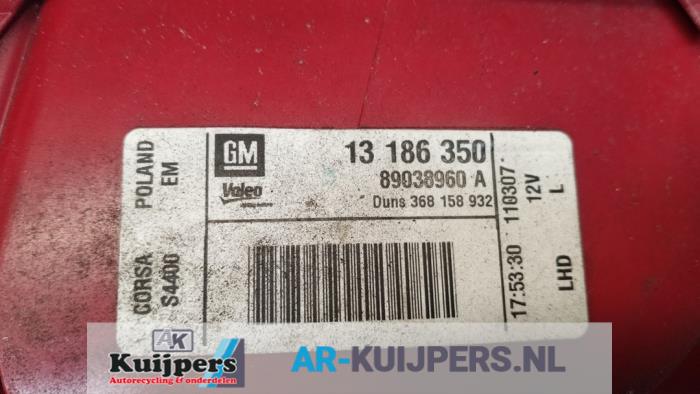 CORSA POLAND
S4400 EM
GM
Valeo
13 186 350
89038960 A
Duns 368 158 932
17:53:30 110307
12V
LHD L
AK
Kuijpers
Autorecycling & onderdelen
AR-KUIJPERS.NL